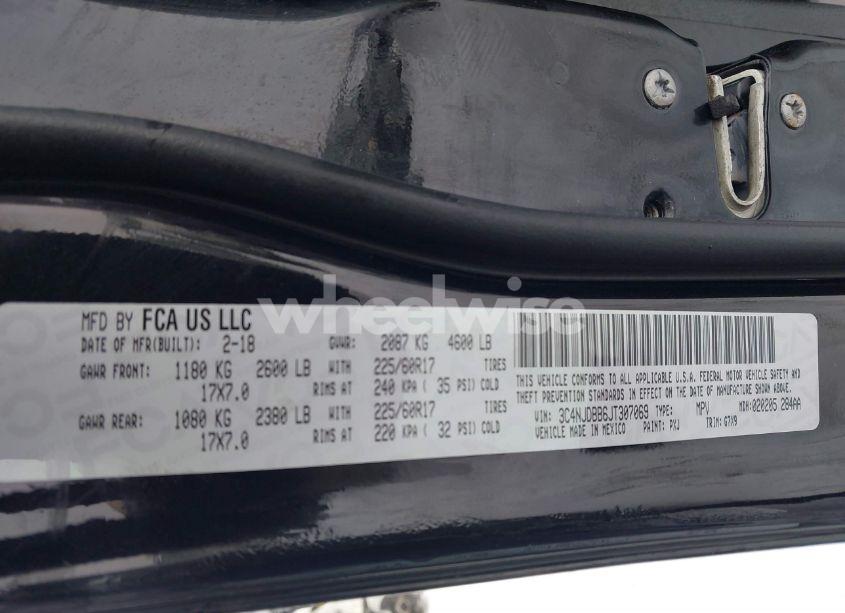 wheelwise
MFD BY FCA US LLC
DATE OF MFR(BUILT): 2-18 GVWR: 2087 KG 4600 LB
GAWR FRONT: 1180 KG 2600 LB WITH 225/60R17 TIRES
17X7.0 RIMS AT 240 KPA ( 35 PSI) COLD
GAWR REAR: 1080 KG 2380 LB WITH 225/60R17 TIRES
17X7.0 RIMS AT 220 KPA ( 32 PSI) COLD
THIS VEHICLE CONFORMS TO ALL APPLICABLE U.S.A. FEDERAL MOTOR VEHICLE SAFETY AND
THEFT PREVENTION STANDARDS IN EFFECT ON THE DATE OF MANUFACTURE SHOWN ABOVE.
VIN: 3C4NJDBB6JT307069 TYPE: MPV MDH: 020205 284AA
VEHICLE MADE IN MEXICO PAINT: PXJ TRIM: G7X9